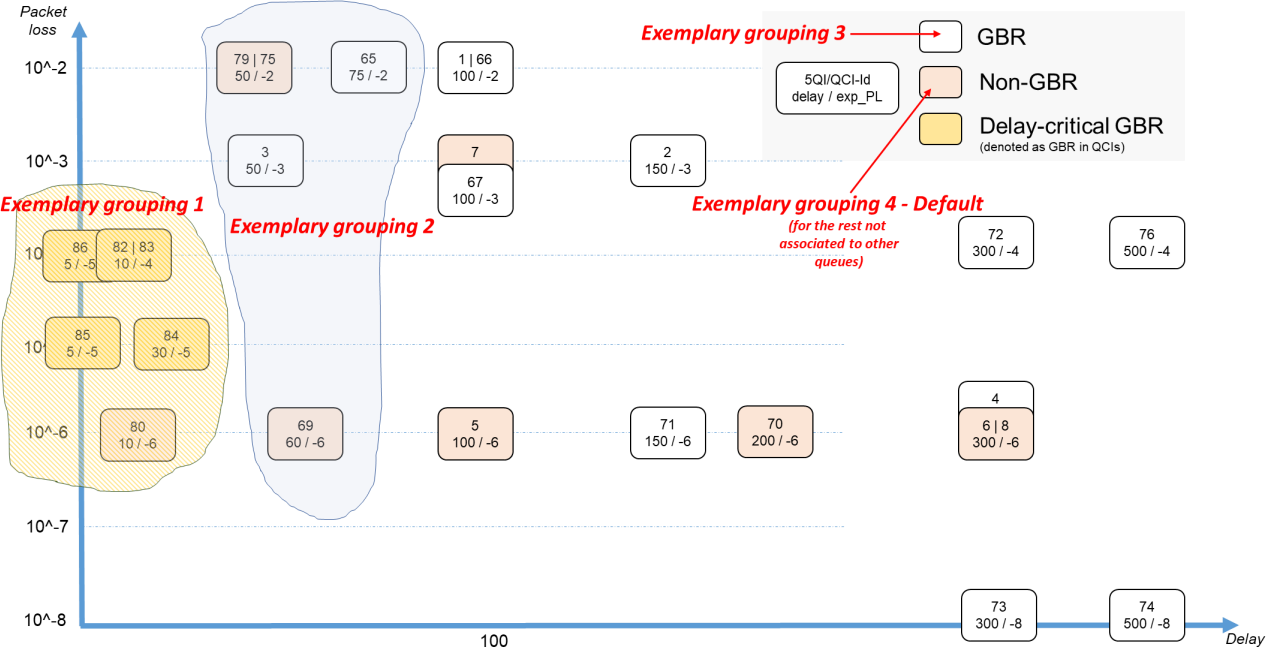 Packet
loss
Exemplary grouping 3
GBR
5QI/QCI-Id
delay / exp_PL
Non-GBR
Delay-critical GBR
(denoted as GBR in QCIs)
10^-2
79 | 75
50 / -2
65
75 / -2
1 | 66
100 / -2
10^-3
3
50 / -3
7
67
100 / -3
2
150 / -3
Exemplary grouping 1
Exemplary grouping 2
Exemplary grouping 4 - Default
(for the rest not
associated to other
queues)
10
86
5 / -5
82 | 83
10 / -4
72
300 / -4
76
500 / -4
10^
85
5 / -5
84
30 / -5
10^-6
80
10 / -6
69
60 / -6
5
100 / -6
71
150 / -6
70
200 / -6
4
6 | 8
300 / -6
10^-7
10^-8
73
300 / -8
74
500 / -8
100
Delay